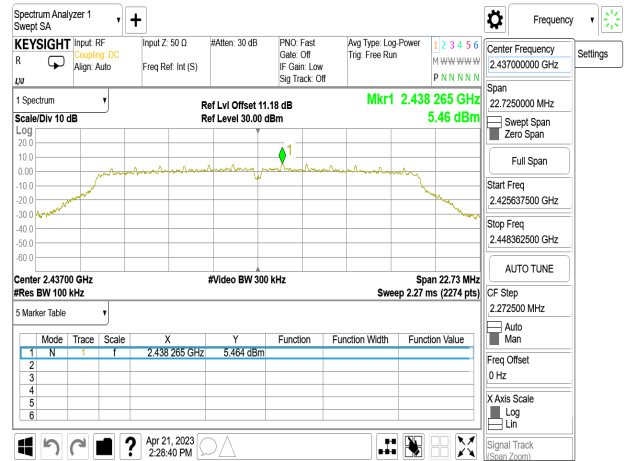 Spectrum Analyzer 1
Swept SA
Frequency
KEYSIGHT
R
LXI
Input: RF
Coupling: DC
Align: Auto
Input Z: 50 Ω
Freq Ref: Int (S)
#Atten: 30 dB
PNO: Fast
Gate: Off
IF Gain: Low
Sig Track: Off
Avg Type: Log-Power
Trig: Free Run
1 2 3 4 5 6
M W W W W W
P N N N N N
Center Frequency
2.437000000 GHz
Settings
Span
22.7250000 MHz
Swept Span
Zero Span
Full Span
Start Freq
2.425637500 GHz
Stop Freq
2.448362500 GHz
AUTO TUNE
CF Step
2.272500 MHz
Auto
Man
Freq Offset
0 Hz
X Axis Scale
Log
Lin
Signal Track
(Span Zoom)
1 Spectrum
Scale/Div 10 dB
Ref Lvl Offset 11.18 dB
Ref Level 30.00 dBm
Mkr1 2.438 265 GHz
5.46 dBm
Log
20.0
10.0
0.00
-10.0
-20.0
-30.0
-40.0
-50.0
-60.0
1
Center 2.43700 GHz
#Res BW 100 kHz
#Video BW 300 kHz
Span 22.73 MHz
Sweep 2.27 ms (2274 pts)
5 Marker Table
Mode Trace Scale X Y Function Function Width Function Value
1 N 1 f 2.438 265 GHz 5.464 dBm
2
3
4
5
6
?
Apr 21, 2023
2:28:40 PM